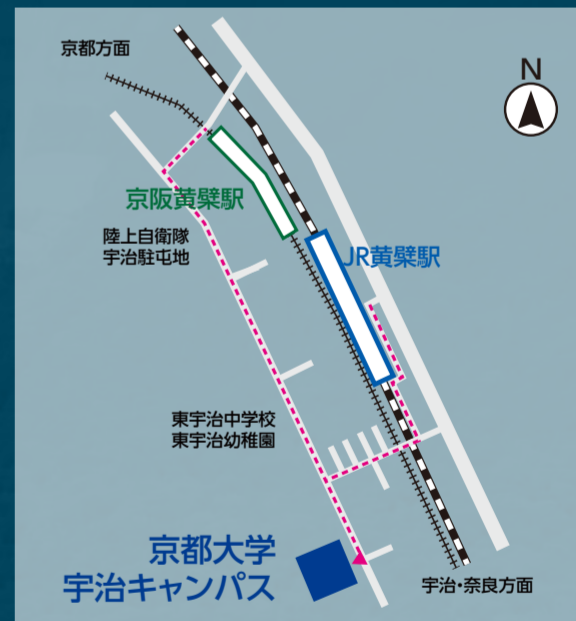 京都方面
N
京阪黄檗駅
陸上自衛隊
宇治駐屯地
JR黄檗駅
東宇治中学校
東宇治幼稚園
京都大学
宇治キャンパス
宇治・奈良方面